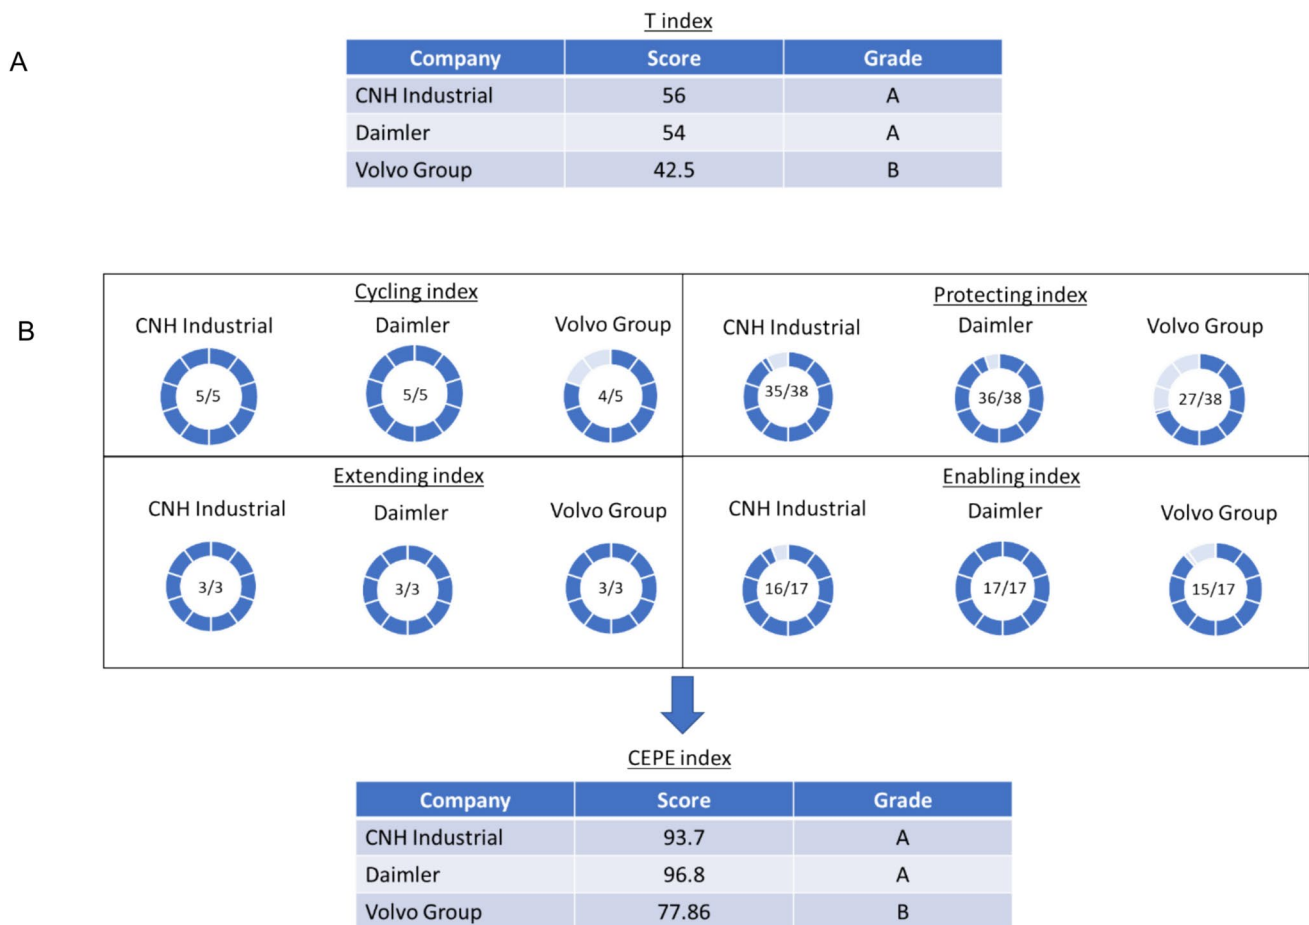 T index
A
Company Score Grade
CNH Industrial 56 A
Daimler 54 A
Volvo Group 42.5 B
B
Cycling index
CNH Industrial Daimler Volvo Group
5/5 5/5 4/5
Protecting index
CNH Industrial Daimler Volvo Group
35/38 36/38 27/38
Extending index
CNH Industrial Daimler Volvo Group
3/3 3/3 3/3
Enabling index
CNH Industrial Daimler Volvo Group
16/17 17/17 15/17
CEPE index
Company Score Grade
CNH Industrial 93.7 A
Daimler 96.8 A
Volvo Group 77.86 B